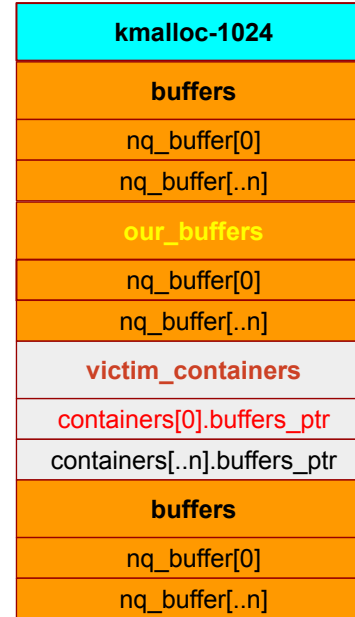 kmalloc-1024
buffers
nq_buffer[0]
nq_buffer[..n]
our_buffers
nq_buffer[0]
nq_buffer[..n]
victim_containers
containers[0].buffers_ptr
containers[..n].buffers_ptr
buffers
nq_buffer[0]
nq_buffer[..n]